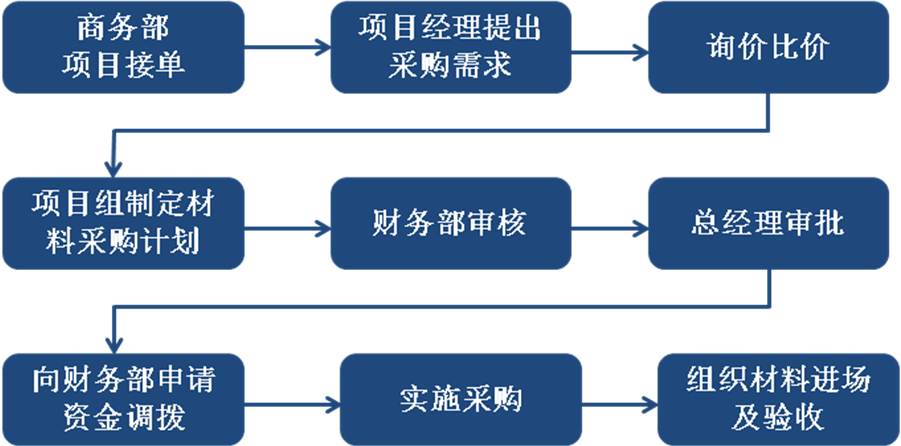 商务部
项目接单
项目经理提出
采购需求
询价比价
项目组制定材
料采购计划
财务部审核
总经理审批
向财务部申请
资金调拨
实施采购
组织材料进场
及验收